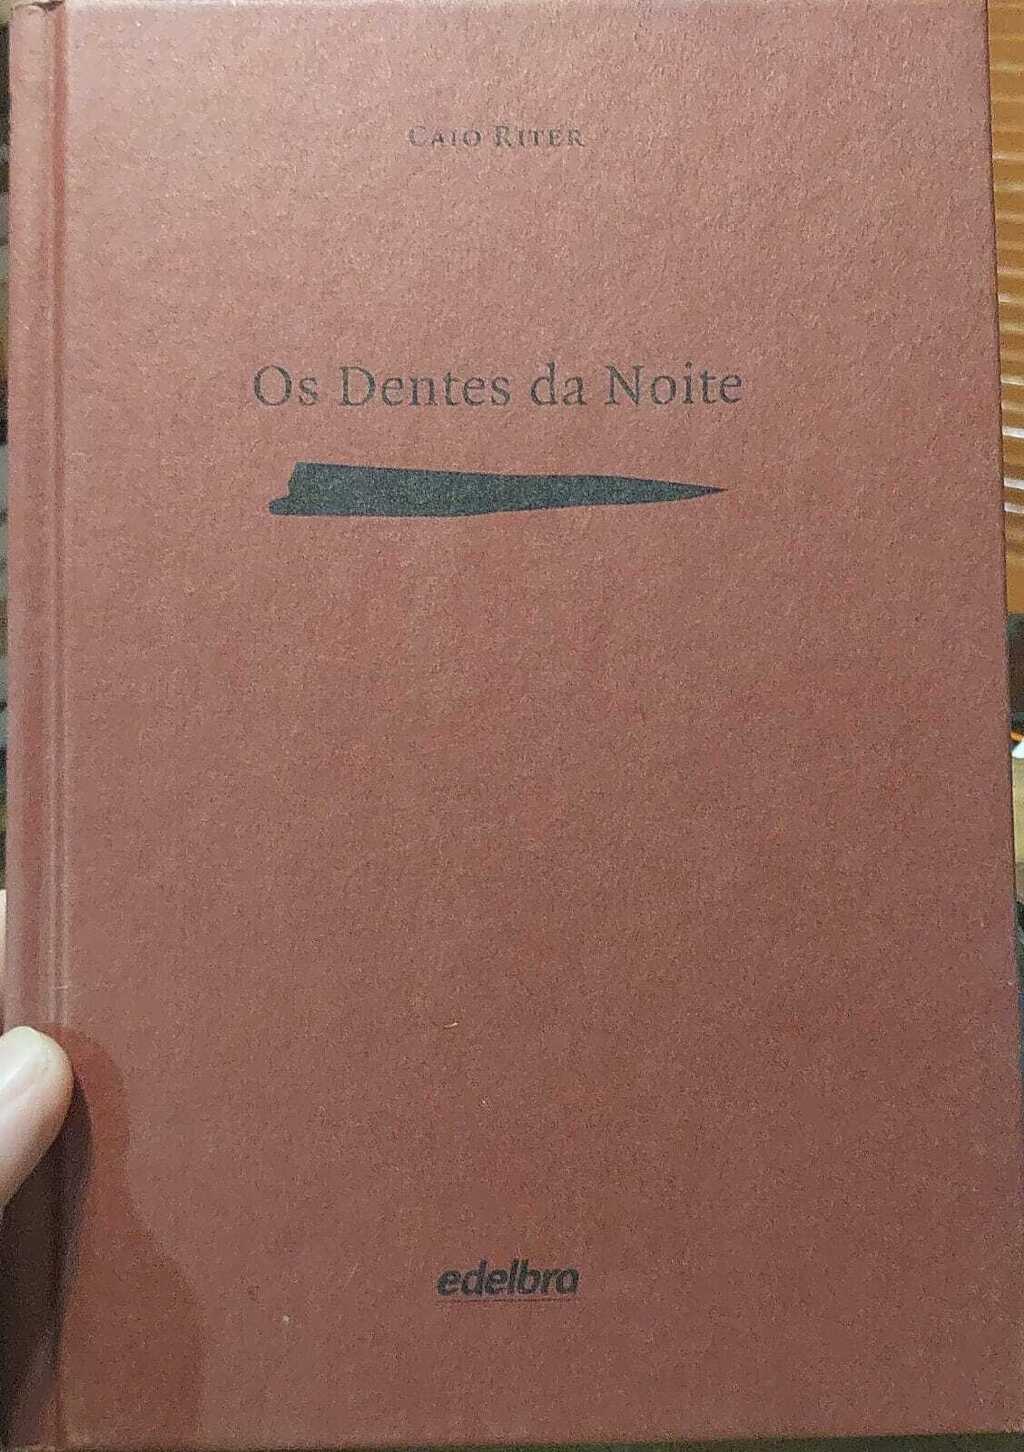 CAIO RITER
Os Dentes da Noite
edelbra